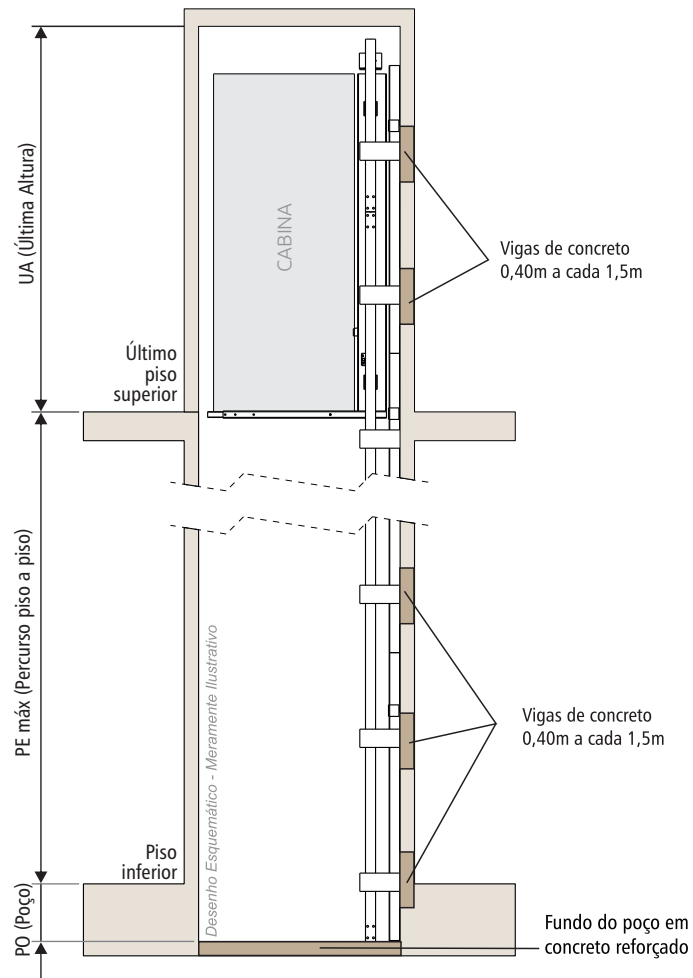 UA (Última Altura)
CABINA
Vigas de concreto
0,40m a cada 1,5m
Último
piso
superior
PE máx (Percurso piso a piso)
Desenho Esquemático - Meramente Ilustrativo
Vigas de concreto
0,40m a cada 1,5m
Piso
inferior
PO (Poço)
Fundo do poço em
concreto reforçado